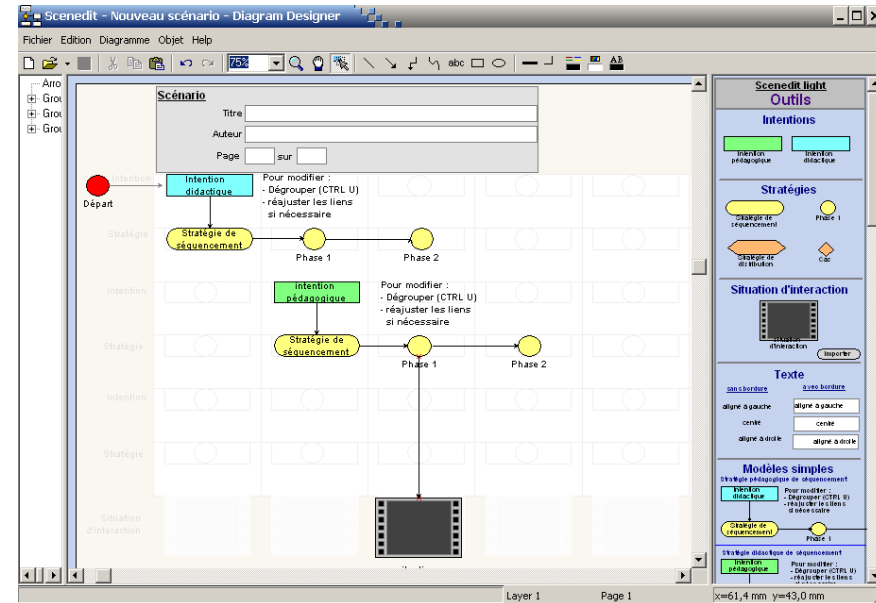 Scenedit - Nouveau scénario - Diagram Designer
Fichier Edition Diagramme Objet Help
75% abc AB
Arro
Grou
Grou
Grou
Scénario
Titre
Auteur
Page sur
Intention
Départ
Intention
didactique
Pour modifier :
- Dégrouper (CTRL U)
- réajuster les liens
si nécessaire
Stratégie
Stratégie de
séquencement
Phase 1
Phase 2
Intention
intention
pédagogique
Pour modifier :
- Dégrouper (CTRL U)
- réajuster les liens
si nécessaire
Stratégie
Stratégie de
séquencement
Phase 1
Phase 2
Intention
Stratégie
Situation
d'interaction
Layer 1 Page 1 x=61,4 mm y=43,0 mm
Scenedit light
Outils
Intentions
Intention
pédagogique
Intention
didactique
Stratégies
Stratégie de
séquencement
Phase 1
Stratégie de
distribution
Cas
Situation d'interaction
Situation
d'interaction
Importer
Texte
sans bordure
avec bordure
aligné à gauche
aligné à gauche
centré
centré
aligné à droite
aligné à droite
Modèles simples
Stratégie pédagogique de séquencement
Intention
didactique
Pour modifier :
- Dégrouper (CTRL U)
- réajuster les liens
si nécessaire
Stratégie de
séquencement
Phase 1
Stratégie didactique de séquencement
Intention
pédagogique
Pour modifier :
- Dégrouper (CTRL U)
- réajuster les liens